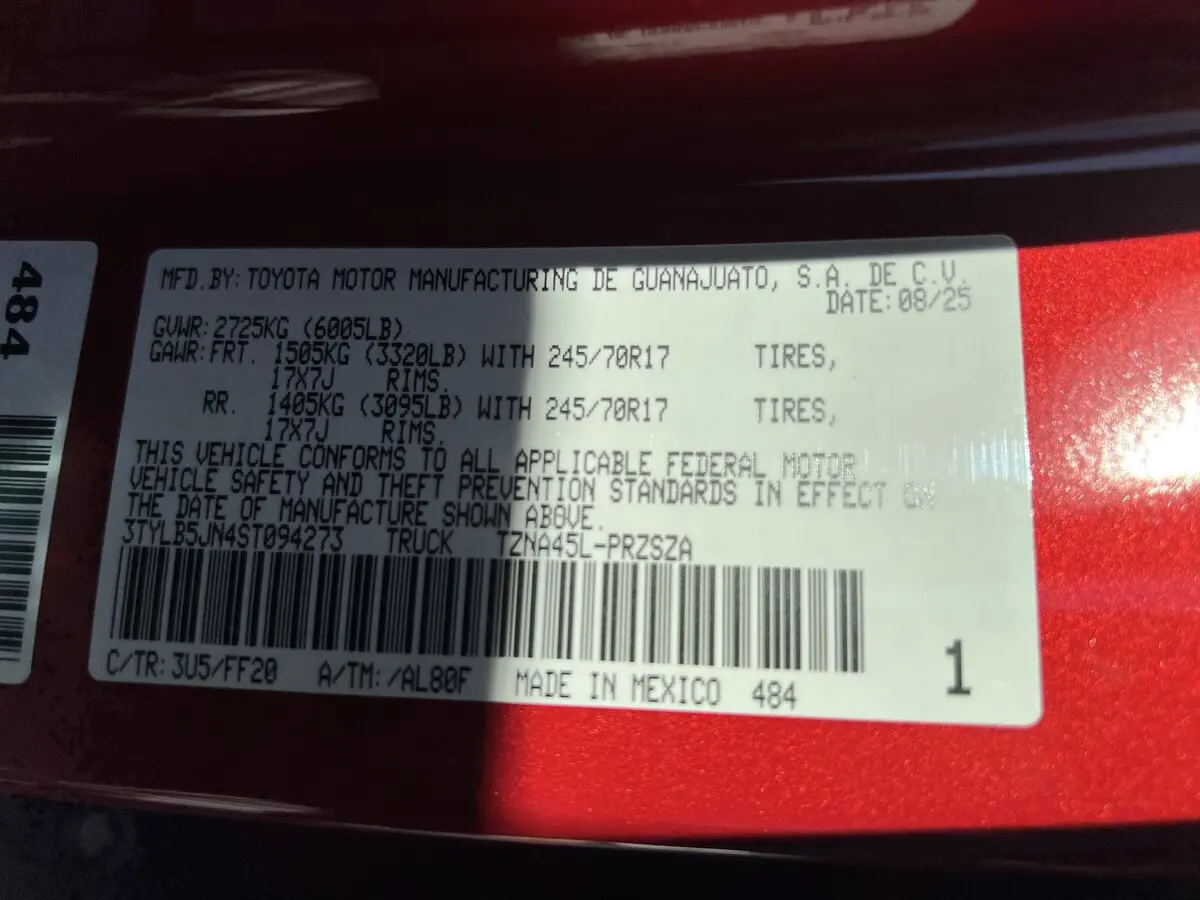 484
MFD.BY: TOYOTA MOTOR MANUFACTURING DE GUANAJUATO, S.A. DE C.V.
DATE: 08/25
GVWR: 2725KG (6005LB)
GAWR: FRT. 1505KG (3320LB) WITH 245/70R17 TIRES,
17X7J RIMS.
RR. 1405KG (3095LB) WITH 245/70R17 TIRES,
17X7J RIMS.
THIS VEHICLE CONFORMS TO ALL APPLICABLE FEDERAL MOTOR
VEHICLE SAFETY AND THEFT PREVENTION STANDARDS IN EFFECT ON
THE DATE OF MANUFACTURE SHOWN ABOVE.
3TYLB5JN4ST094273 TRUCK TZNA45L-PRZSZA
C/TR: 3U5/FF20 A/TM: /AL80F MADE IN MEXICO 484
1